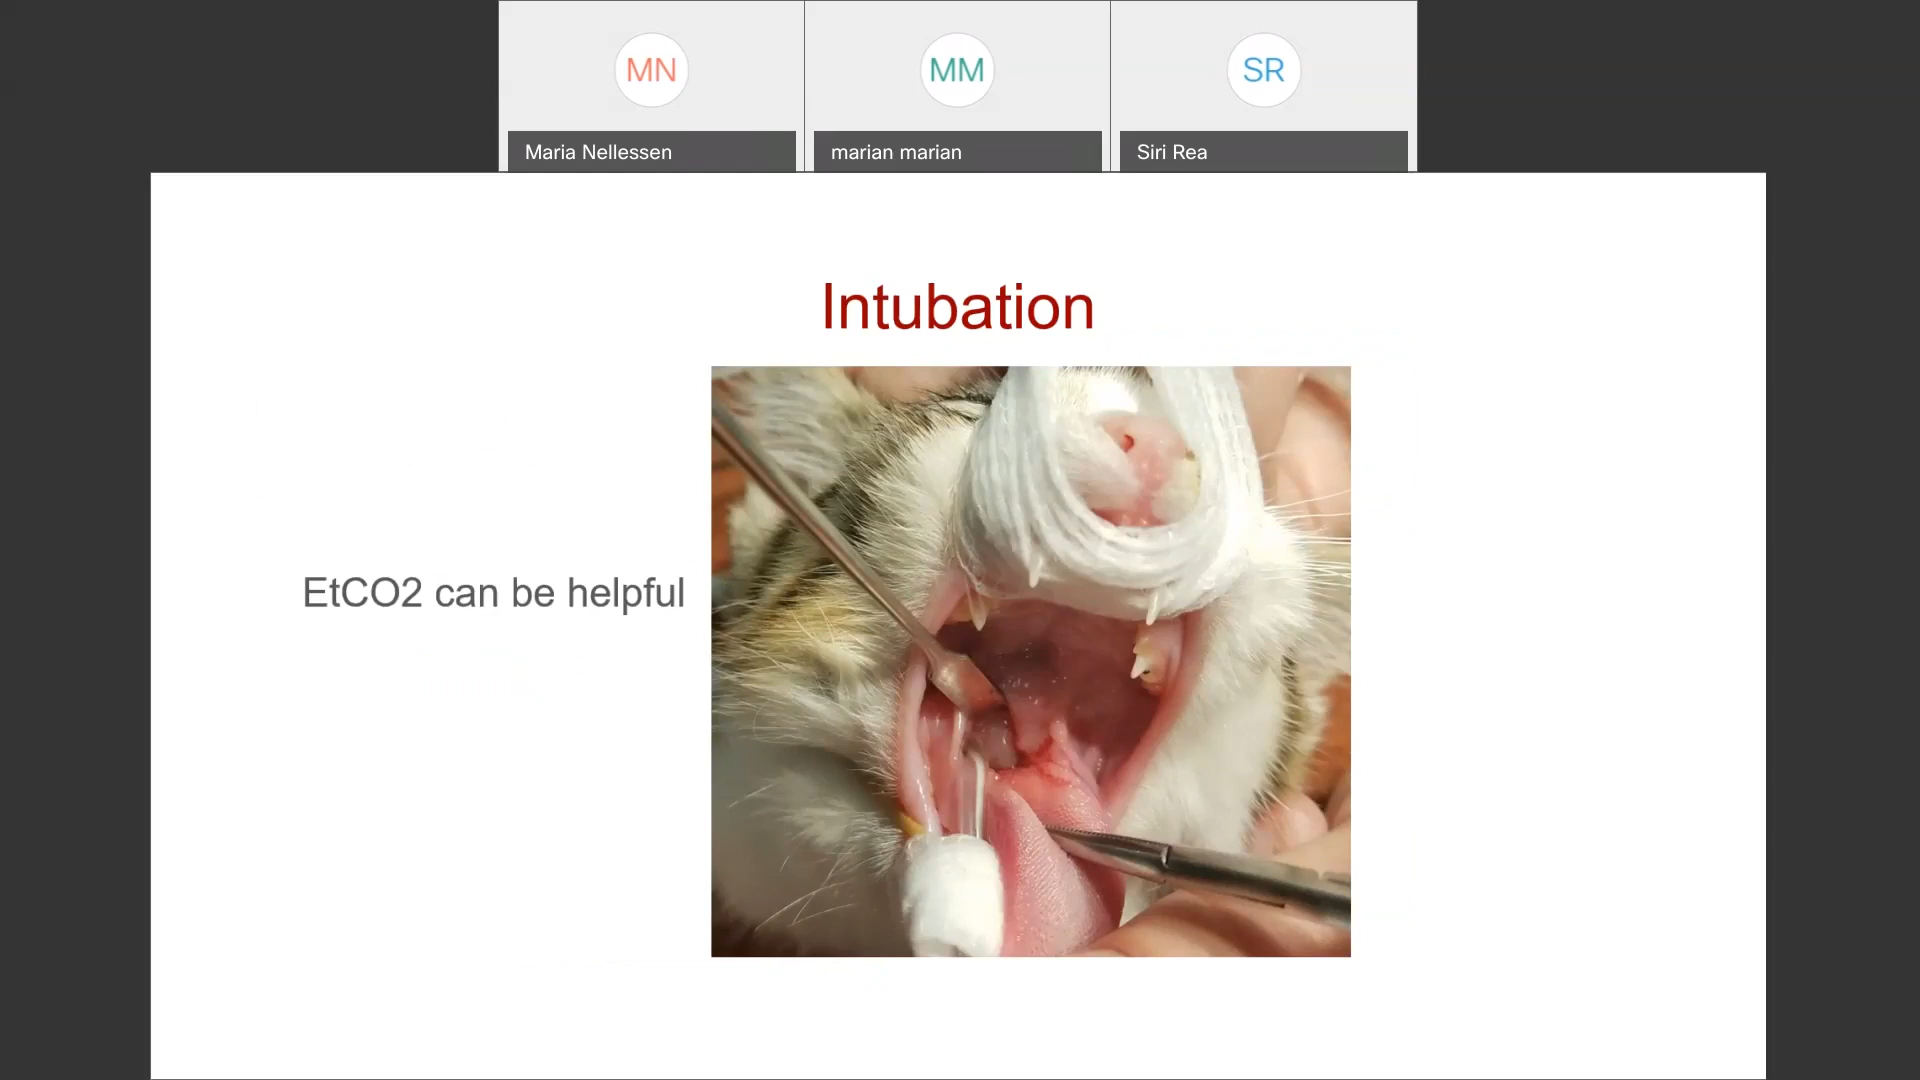 MN
MM
SR
Maria Nellessen
marian marian
Siri Rea
Intubation
EtCO2 can be helpful